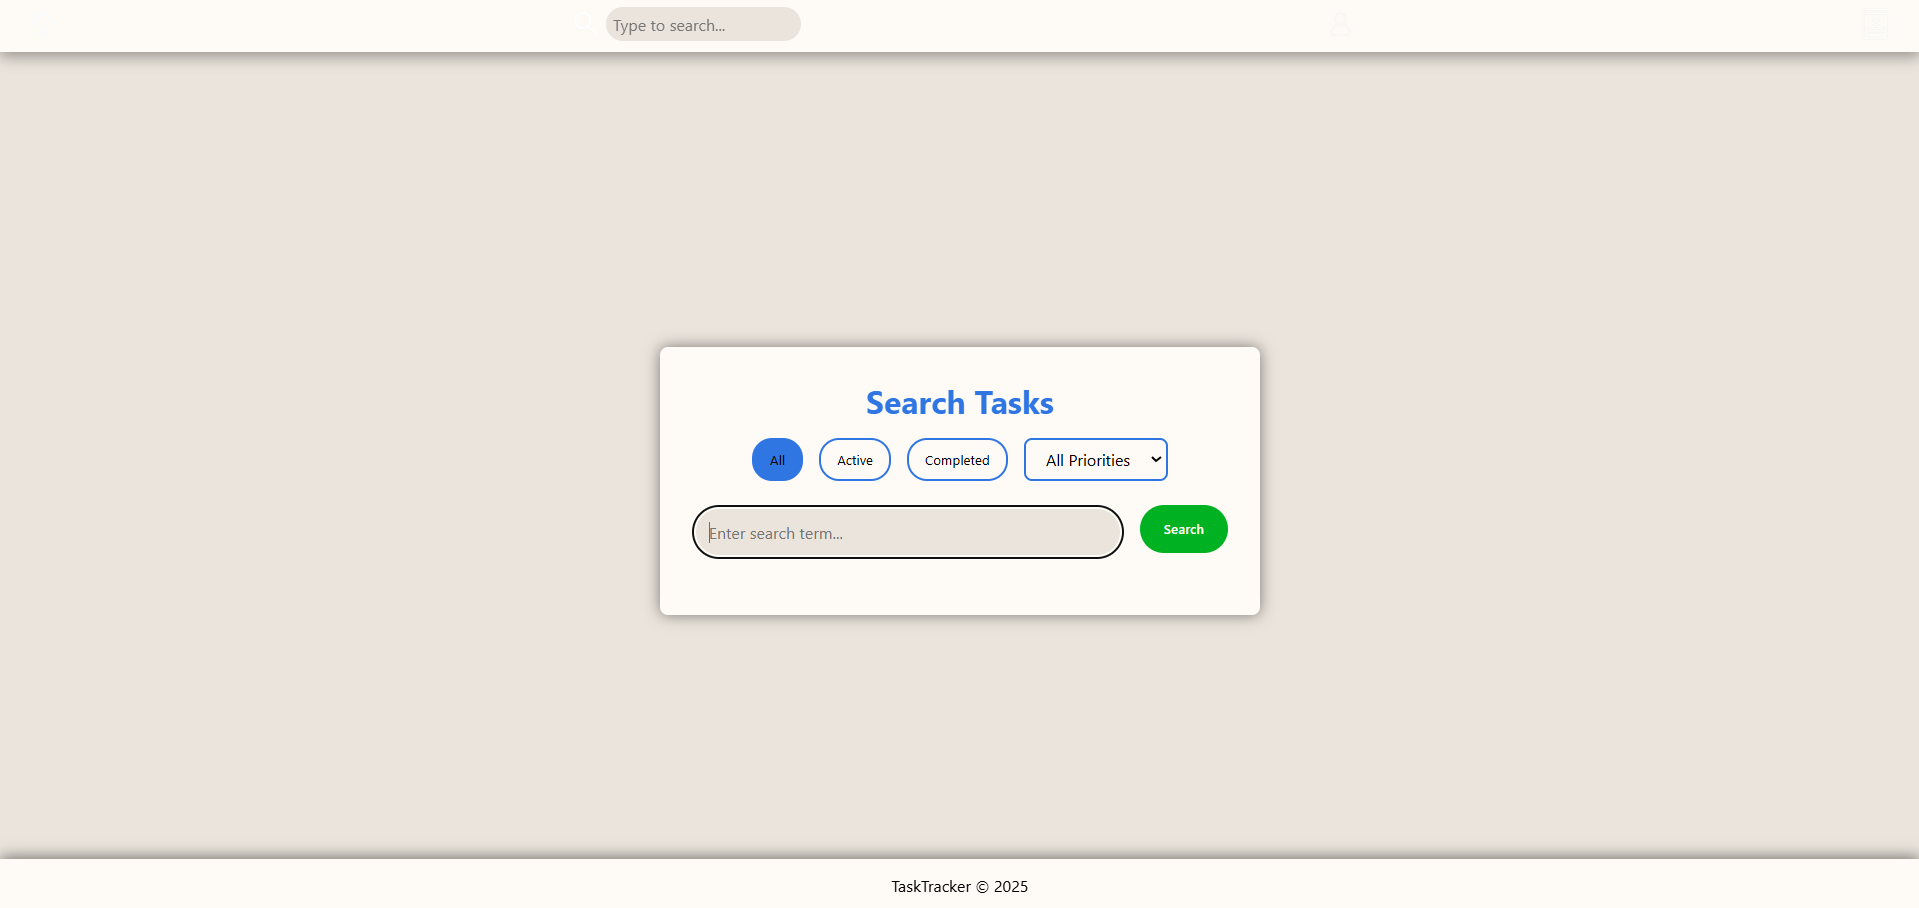 Type to search...
Search Tasks
All Active Completed All Priorities
Enter search term... Search
TaskTracker © 2025